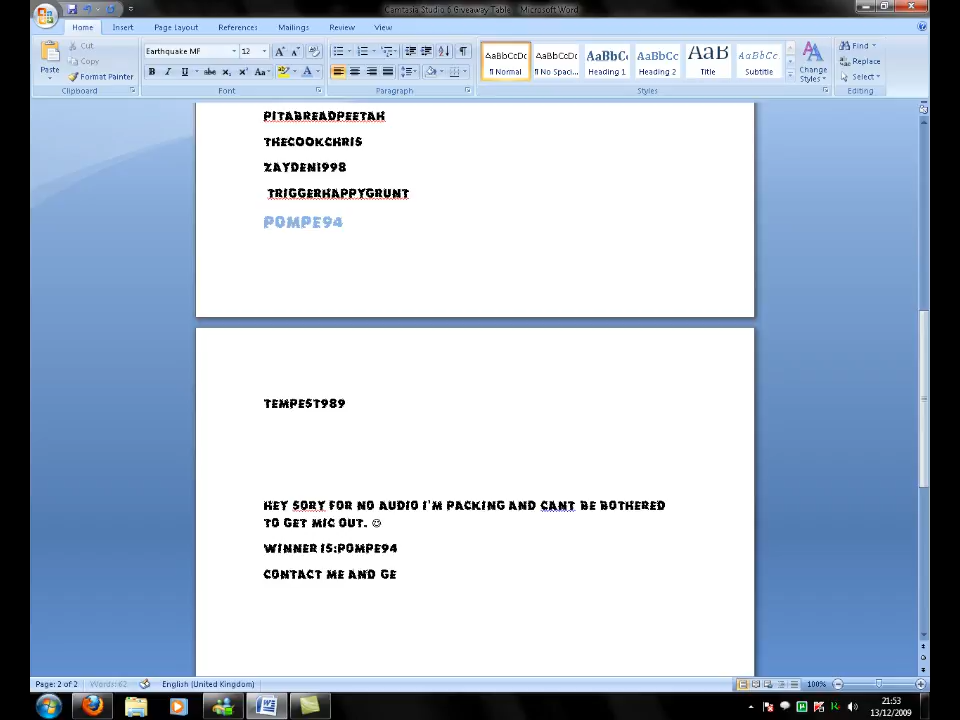 Camtasia Studio 6 Giveaway Table - Microsoft Word
Home Insert Page Layout References Mailings Review View
Paste
Cut
Copy
Format Painter
Clipboard
Earthquake MF 12
Font
Paragraph
AaBbCcDc AaBbCcDc AaBbC AaBbCc AaB AaBbCc
¶ Normal ¶ No Spaci... Heading 1 Heading 2 Title Subtitle
Change Styles
Styles
Find
Replace
Select
Editing
PITABREADPEETAH
THECOOKCHRIS
ZAYDEN1998
TRIGGERHAPPYGRUNT
POMPE94
TEMPEST989
HEY SORY FOR NO AUDIO I'M PACKING AND CANT BE BOTHERED
TO GET MIC OUT. ☺
WINNER IS:POMPE94
CONTACT ME AND GE
Page: 2 of 2 Words: 62 English (United Kingdom) 100%
21:53
13/12/2009